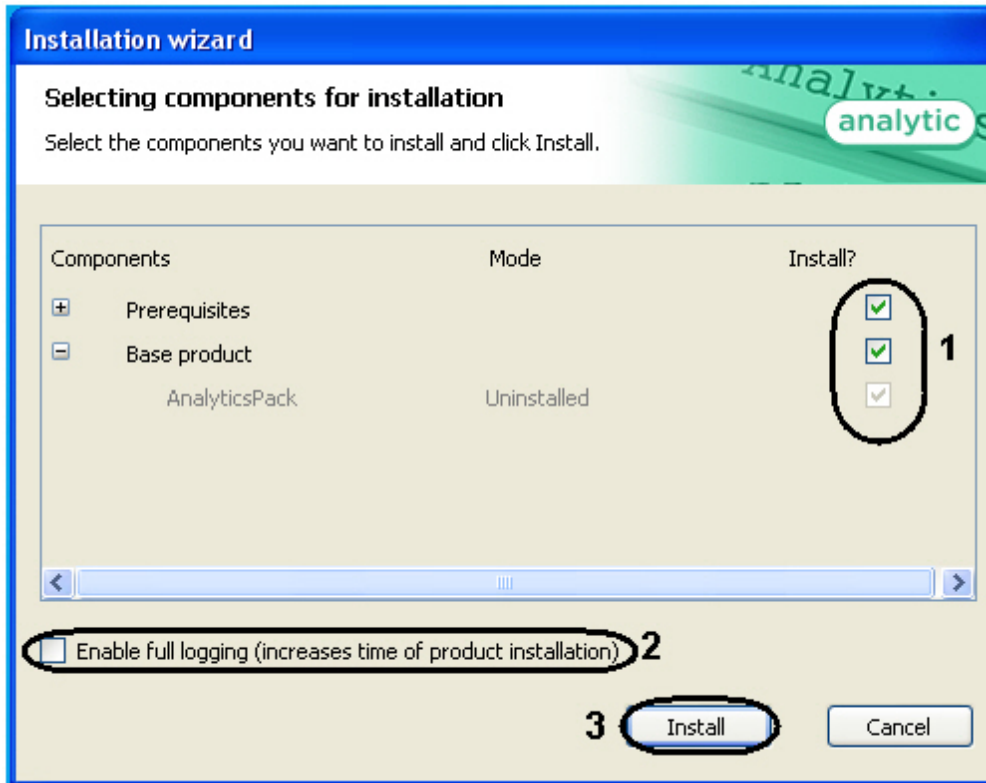 Installation wizard
Analytics
analytic
Selecting components for installation
Select the components you want to install and click Install.
Components Mode Install?
Prerequisites
Base product 1
AnalyticsPack Uninstalled
Enable full logging (increases time of product installation) 2
3 Install Cancel